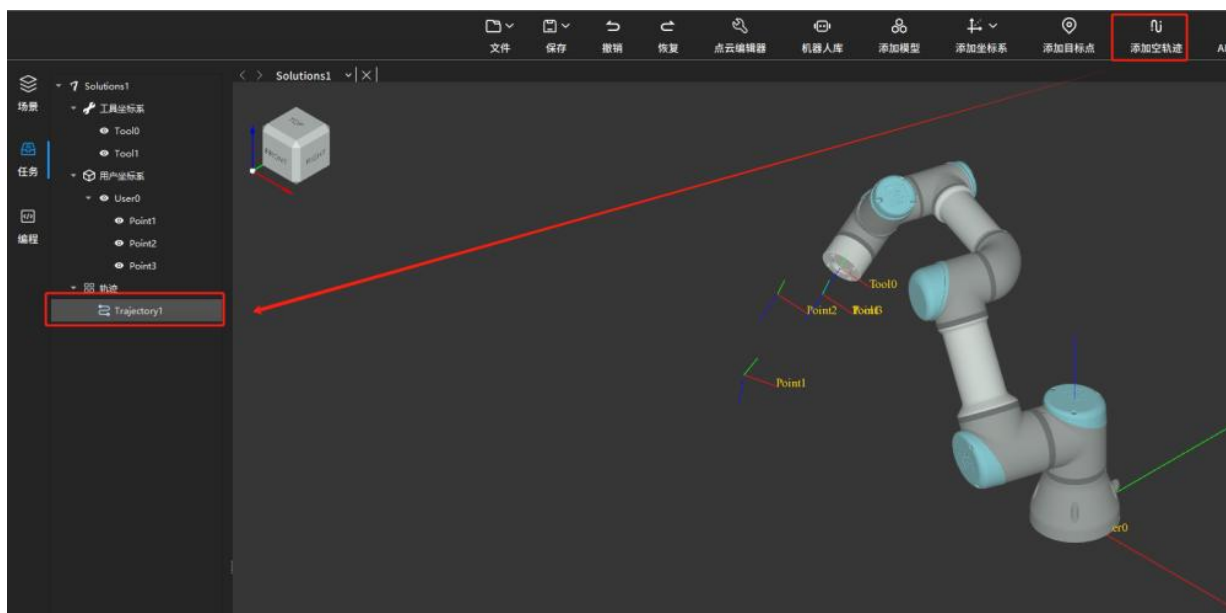 文件 保存 撤销 恢复 点云编辑器 机器人库 添加模型 添加坐标系 添加目标点 添加空轨迹
Solutions1
场景
Solutions1
工具坐标系
Tool0
Tool1
任务
用户坐标系
User0
Point1
编程
Point2
Point3
轨迹
Trajectory1
TOP
FRONT
RIGHT
Tool0
Point2
Point1
er0